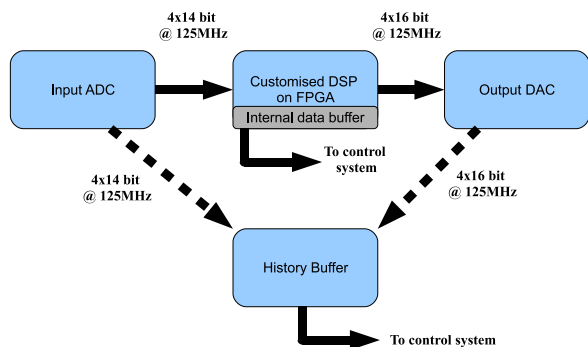 4x14 bit
@ 125MHz
4x16 bit
@ 125MHz
Input ADC
Customised DSP
on FPGA
Internal data buffer
Output DAC
To control
system
4x14 bit
@ 125MHz
4x16 bit
@ 125MHz
History Buffer
To control system